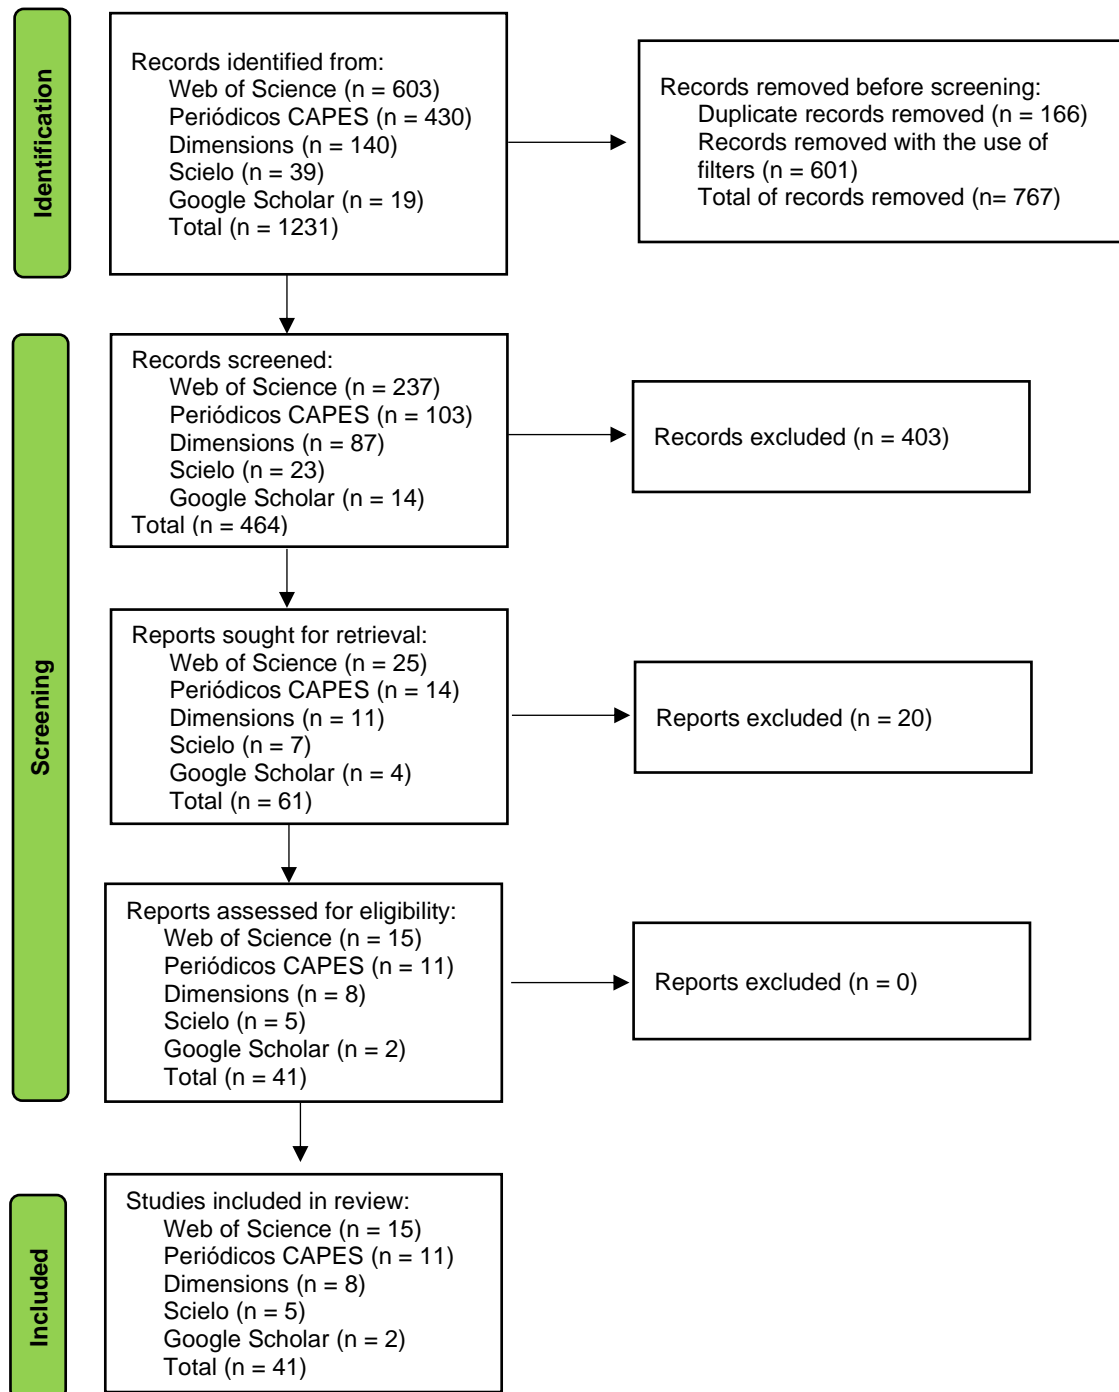 Identification
Records identified from:
Web of Science (n = 603)
Periódicos CAPES (n = 430)
Dimensions (n = 140)
Scielo (n = 39)
Google Scholar (n = 19)
Total (n = 1231)
Records removed before screening:
Duplicate records removed (n = 166)
Records removed with the use of
filters (n = 601)
Total of records removed (n= 767)
Screening
Records screened:
Web of Science (n = 237)
Periódicos CAPES (n = 103)
Dimensions (n = 87)
Scielo (n = 23)
Google Scholar (n = 14)
Total (n = 464)
Records excluded (n = 403)
Reports sought for retrieval:
Web of Science (n = 25)
Periódicos CAPES (n = 14)
Dimensions (n = 11)
Scielo (n = 7)
Google Scholar (n = 4)
Total (n = 61)
Reports excluded (n = 20)
Reports assessed for eligibility:
Web of Science (n = 15)
Periódicos CAPES (n = 11)
Dimensions (n = 8)
Scielo (n = 5)
Google Scholar (n = 2)
Total (n = 41)
Reports excluded (n = 0)
Included
Studies included in review:
Web of Science (n = 15)
Periódicos CAPES (n = 11)
Dimensions (n = 8)
Scielo (n = 5)
Google Scholar (n = 2)
Total (n = 41)